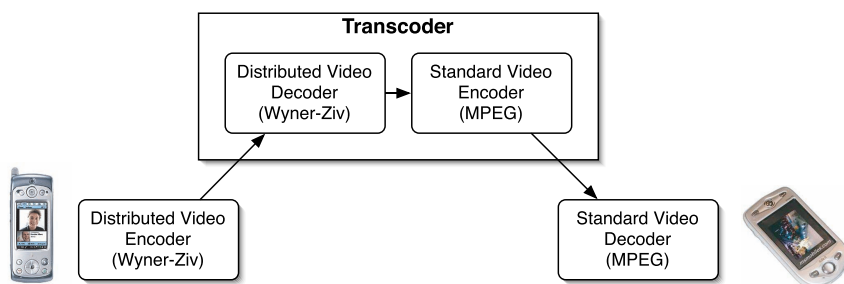 Transcoder
Distributed Video
Decoder
(Wyner-Ziv)
Standard Video
Encoder
(MPEG)
Distributed Video
Encoder
(Wyner-Ziv)
Standard Video
Decoder
(MPEG)